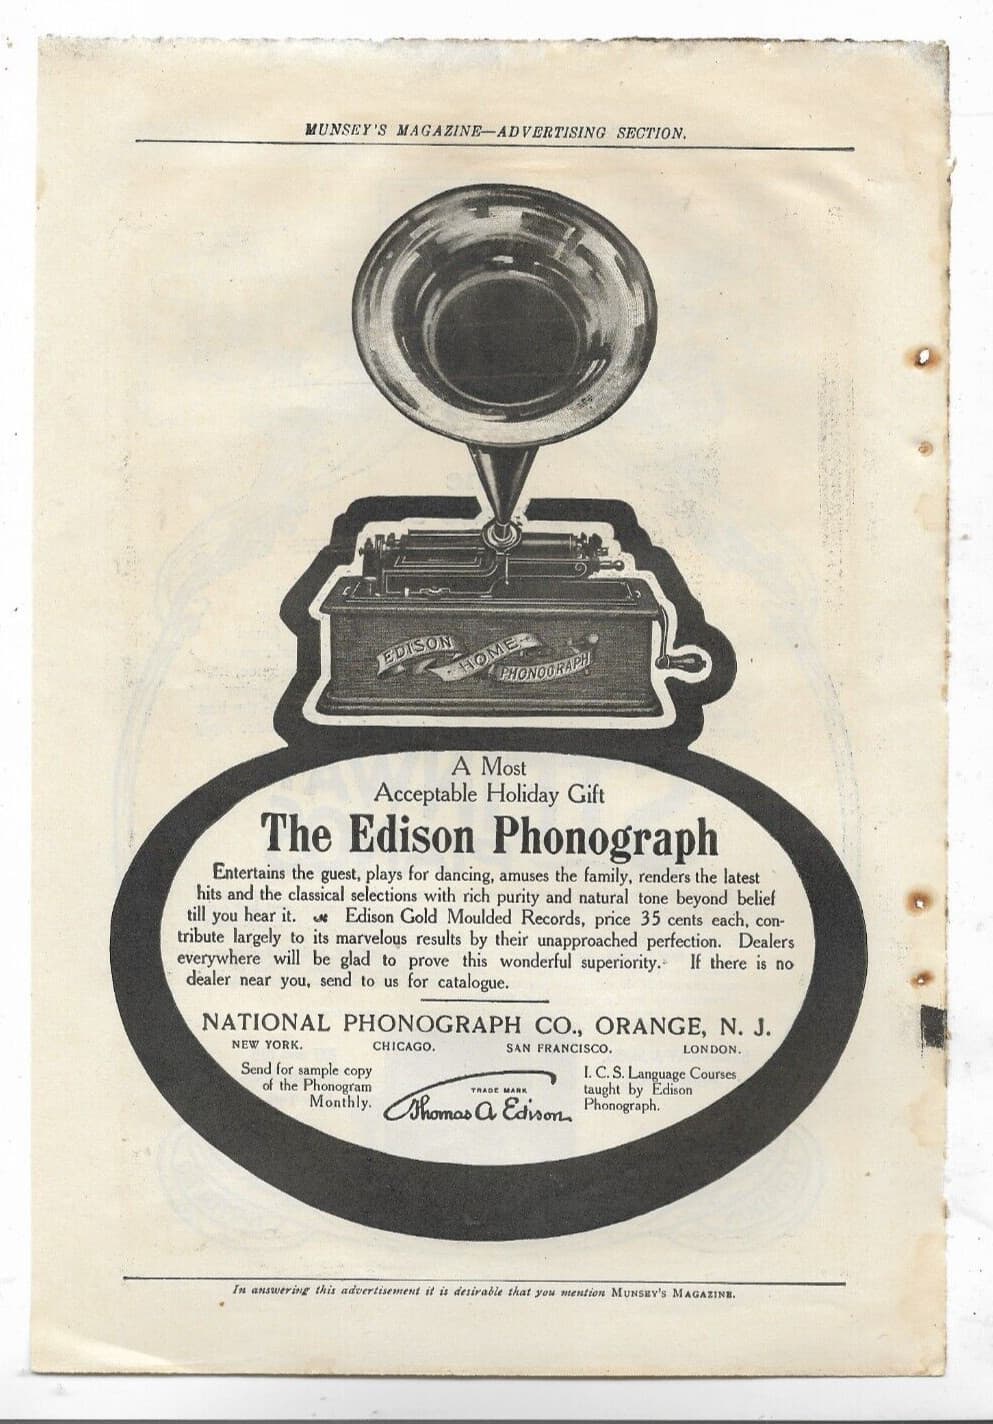 MUNSEY'S MAGAZINE—ADVERTISING SECTION.
EDISON HOME PHONOGRAPH
A Most
Acceptable Holiday Gift
The Edison Phonograph
Entertains the guest, plays for dancing, amuses the family, renders the latest
hits and the classical selections with rich purity and natural tone beyond belief
till you hear it. Edison Gold Moulded Records, price 35 cents each, con-
tribute largely to its marvelous results by their unapproached perfection. Dealers
everywhere will be glad to prove this wonderful superiority. If there is no
dealer near you, send to us for catalogue.
NATIONAL PHONOGRAPH CO., ORANGE, N. J.
NEW YORK. CHICAGO. SAN FRANCISCO. LONDON.
Send for sample copy
of the Phonogram
Monthly.
TRADE MARK
Thomas A Edison
I. C. S. Language Courses
taught by Edison
Phonograph.
In answering this advertisement it is desirable that you mention MUNSEY'S MAGAZINE.